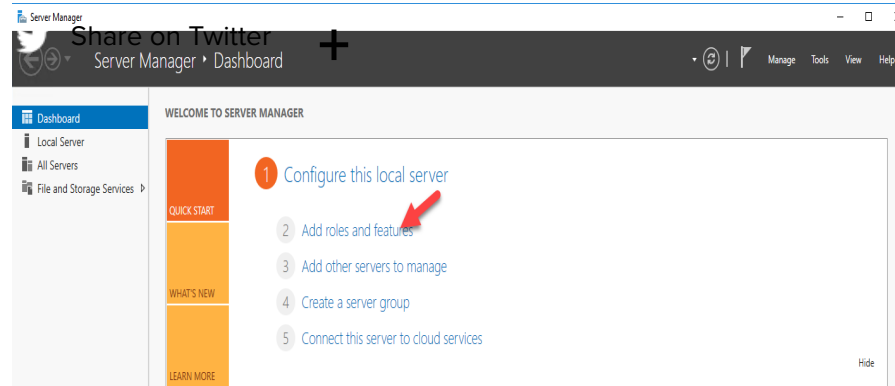 Server Manager
Share on Twitter
Server Manager • Dashboard
Manage Tools View Help
Dashboard
Local Server
All Servers
File and Storage Services
WELCOME TO SERVER MANAGER
QUICK START
WHAT'S NEW
LEARN MORE
1 Configure this local server
2 Add roles and features
3 Add other servers to manage
4 Create a server group
5 Connect this server to cloud services
Hide